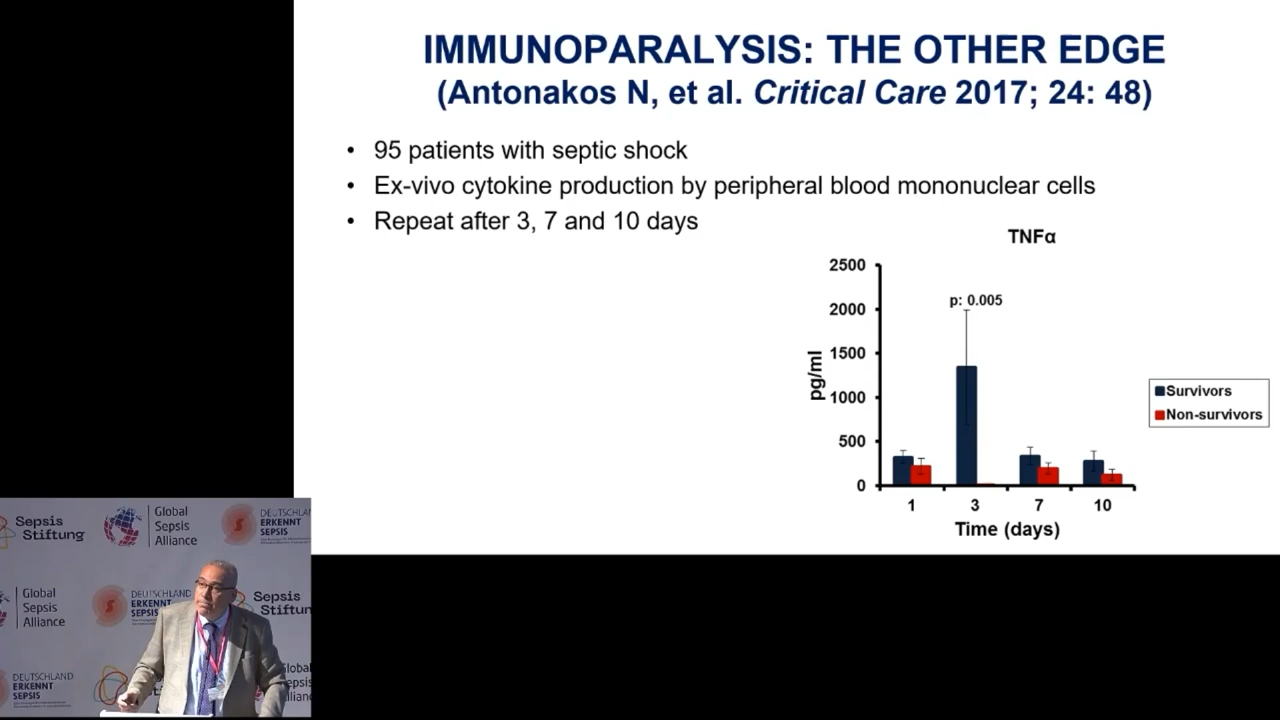 IMMUNOPARALYSIS: THE OTHER EDGE
(Antonakos N, et al. Critical Care 2017; 24: 48)
• 95 patients with septic shock
• Ex-vivo cytokine production by peripheral blood mononuclear cells
• Repeat after 3, 7 and 10 days
TNFα
2500
2000
1500
1000
500
0
pg/ml
p: 0.005
1 3 7 10
Time (days)
Survivors
Non-survivors
Sepsis
Stiftung
Global
Sepsis
Alliance
DEUTSCHLA
ERKENNT
SEPSIS
Global
Sepsis
Alliance
DEUTSCHLAND
ERKENNT
SEPSIS
Sepsis
Stiftun
DEUTSCHLAND
ERKENNT
SEPSIS